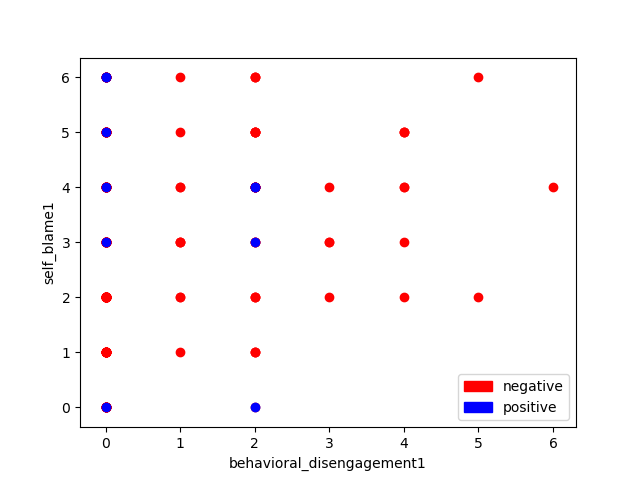 6
5
4
3
2
1
0
self_blame1
negative
positive
0 1 2 3 4 5 6
behavioral_disengagement1